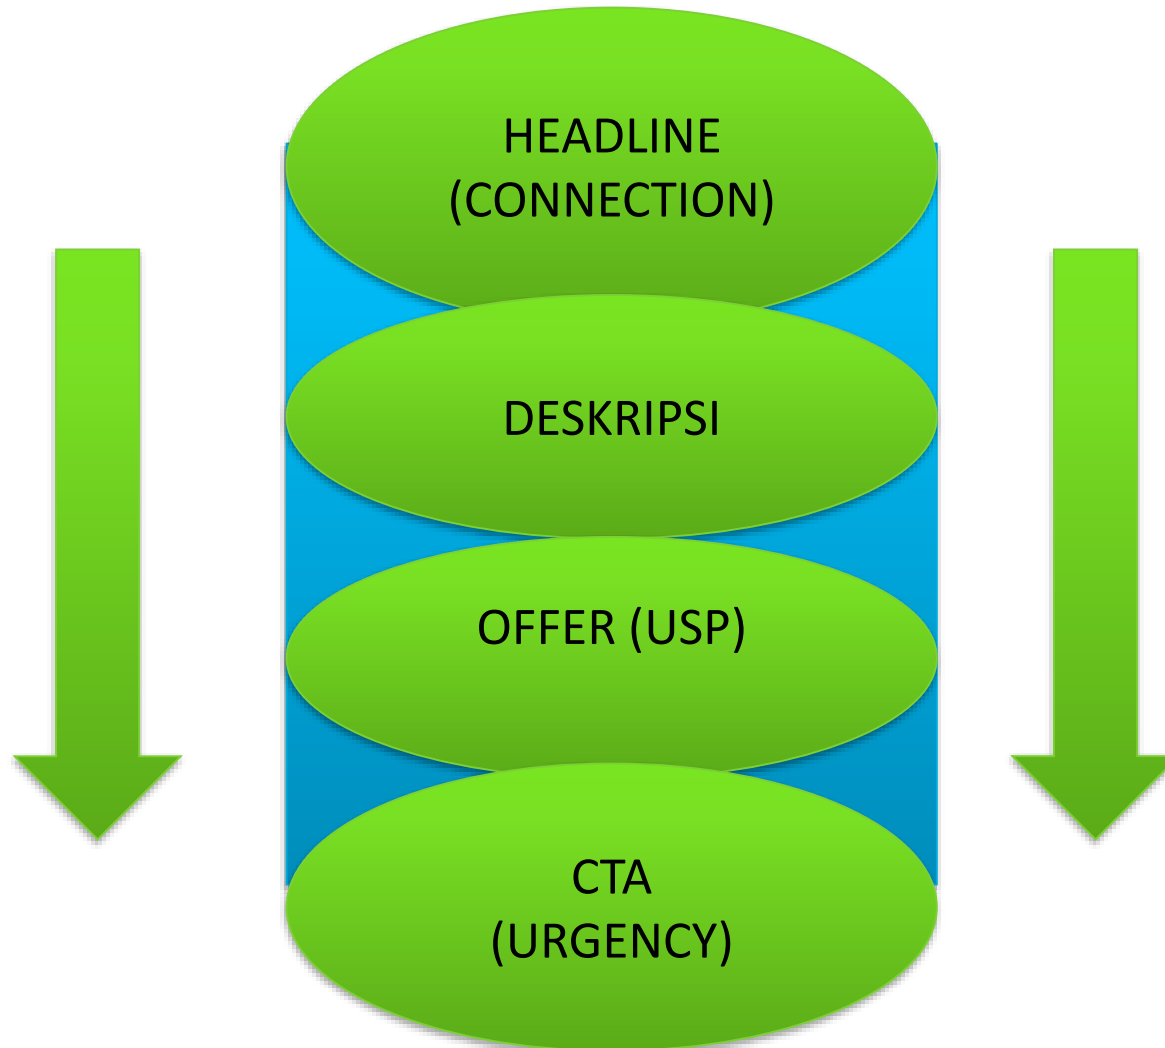 HEADLINE
(CONNECTION)
DESKRIPSI
OFFER (USP)
CTA
(URGENCY)